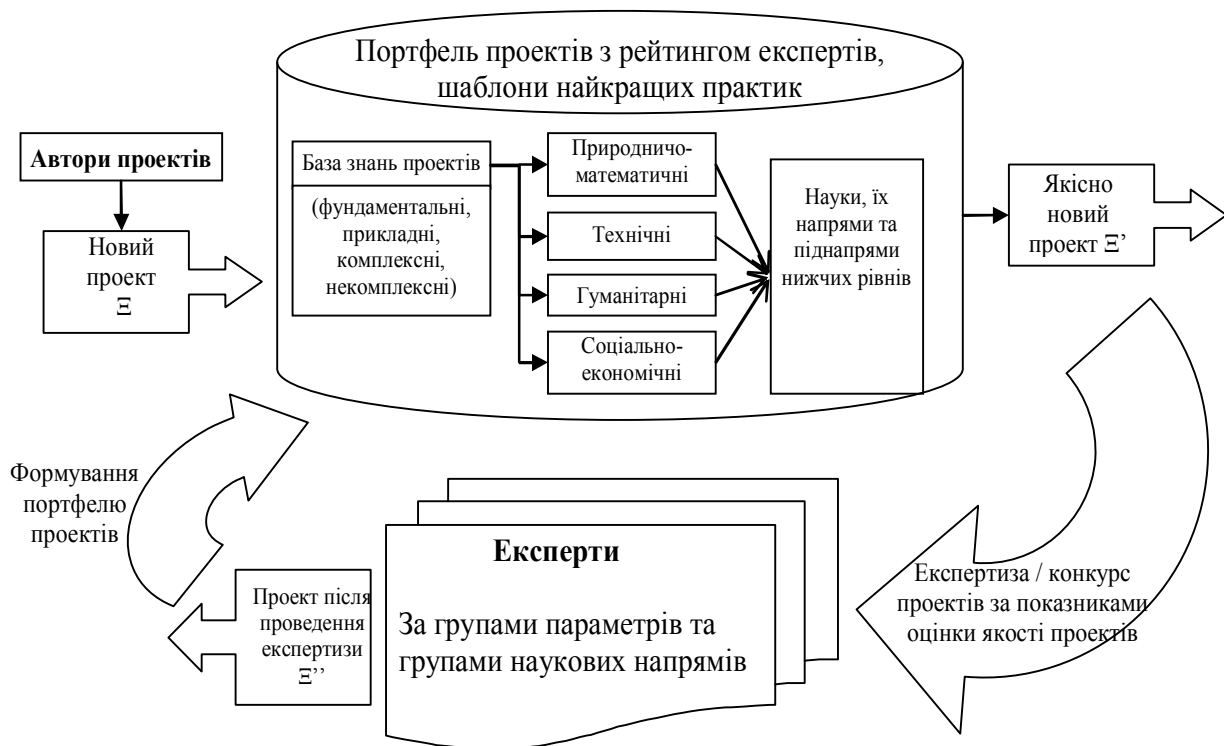 Портфель проектів з рейтингом експертів,
шаблони найкращих практик
Автори проектів
Новий
проект
Ξ
База знань проектів
(фундаментальні,
прикладні,
комплексні,
некомплексні)
Природничо-
математичні
Технічні
Гуманітарні
Соціально-
економічні
Науки, їх
напрями та
піднапрями
нижчих рівнів
Якісно
новий
проект Ξ’
Формування
портфелю
проектів
Проект після
проведення
експертизи
Ξ’’
Експерти
За групами параметрів та
групами наукових напрямів
Експертиза / конкурс
проектів за показниками
оцінки якості проектів